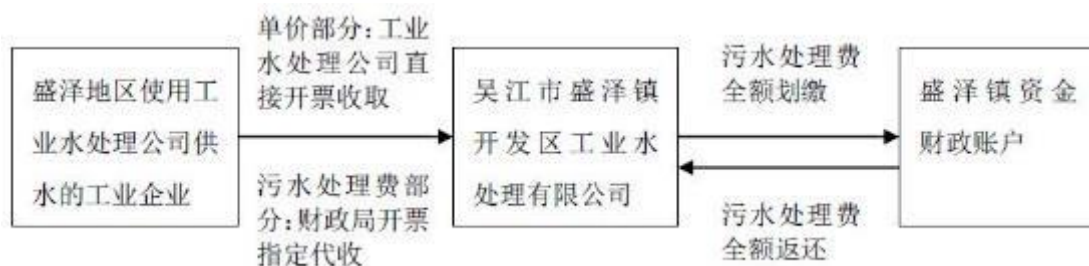 盛泽地区使用工
业水处理公司供
水的工业企业
单价部分:工业
水处理公司直
接开票收取
污水处理费部
分:财政局开票
指定代收
吴江市盛泽镇
开发区工业水
处理有限公司
污水处理费
全额划缴
污水处理费
全额返还
盛泽镇资金
财政账户